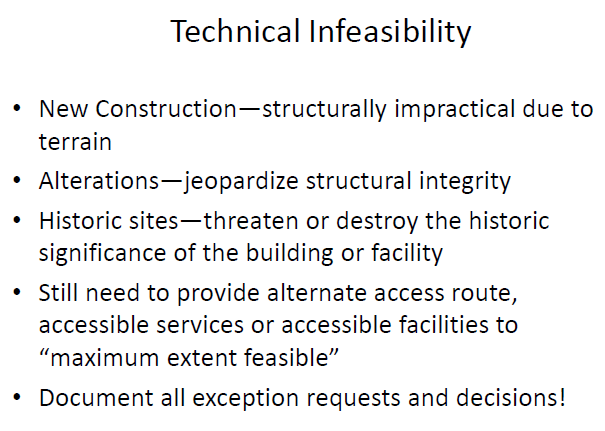 Technical Infeasibility
• New Construction—structurally impractical due to
terrain
• Alterations—jeopardize structural integrity
• Historic sites—threaten or destroy the historic
significance of the building or facility
• Still need to provide alternate access route,
accessible services or accessible facilities to
“maximum extent feasible”
• Document all exception requests and decisions!